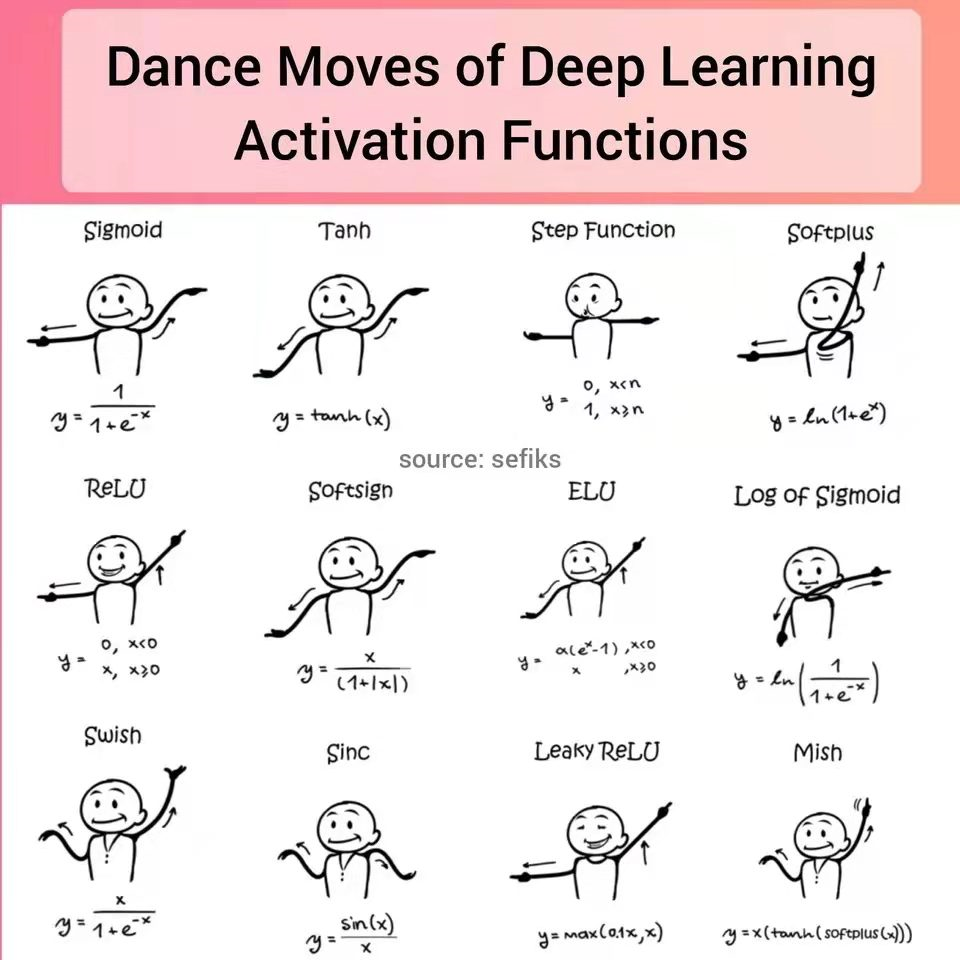 Dance Moves of Deep Learning
Activation Functions
Sigmoid
Tanh
Step Function
Softplus
y = 1/(1+e^-x)
y = tanh(x)
y = 0, x<n
1, x≥n
y = ln(1+e^x)
source: sefiks
ReLU
Softsign
ELU
Log of Sigmoid
y = 0, x<0
x, x≥0
y = x/(1+|x|)
y = α(e^x-1), x<0
x, x≥0
y = ln(1/(1+e^-x))
Swish
Sinc
Leaky ReLU
Mish
y = x/(1+e^-x)
y = sin(x)/x
y = max(0.1x, x)
y = x(tanh(softplus(x)))